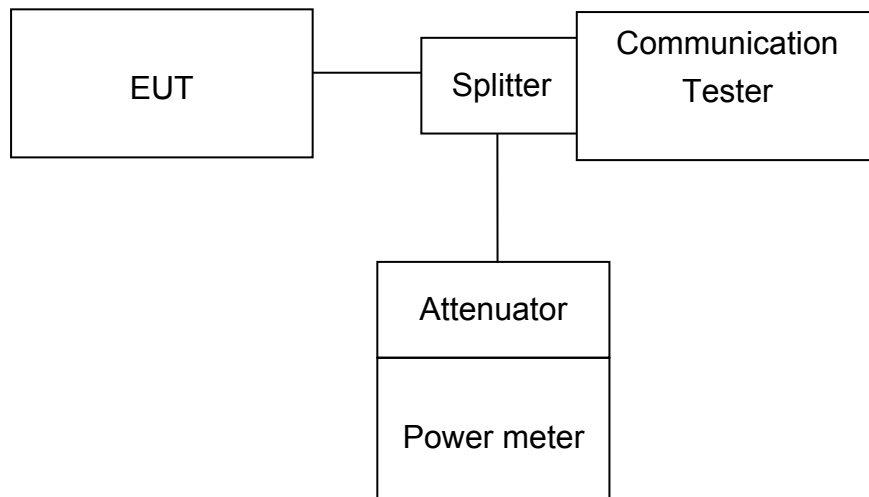 EUT
Splitter
Communication
Tester
Attenuator
Power meter